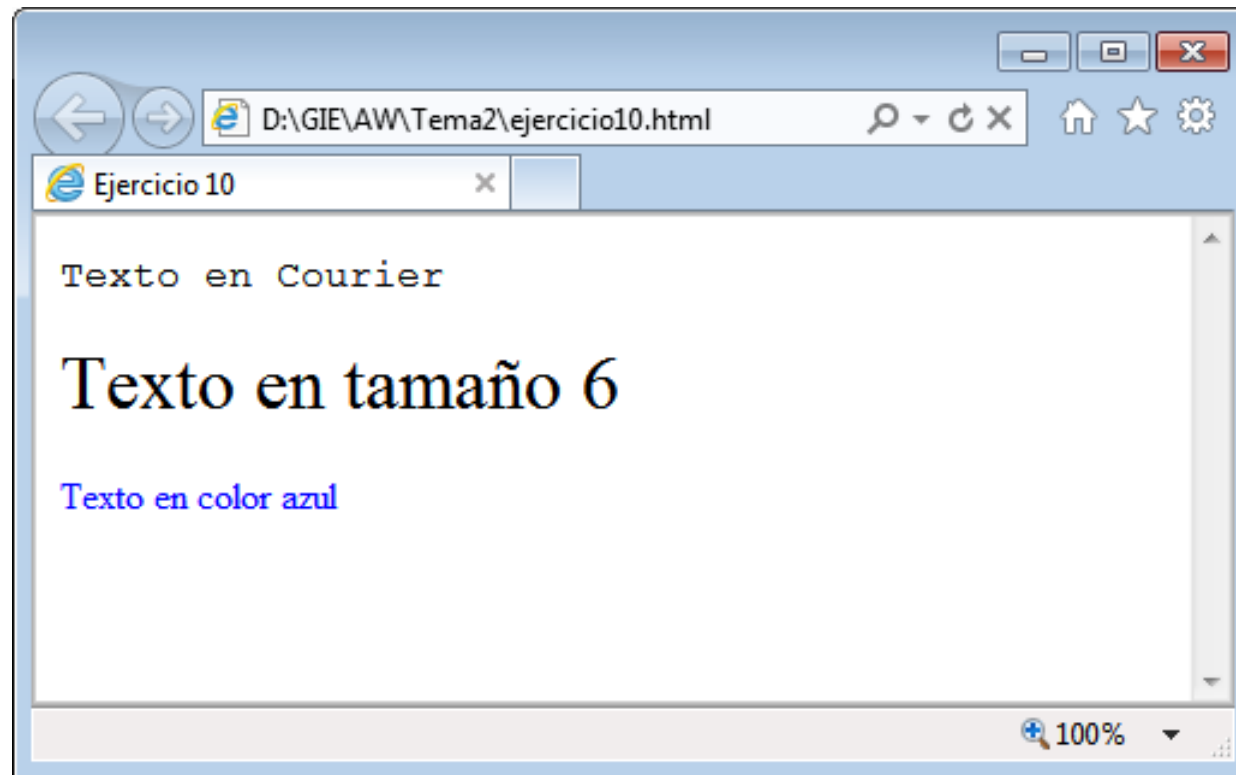 D:\GIE\AW\Tema2\ejercicio10.html
Ejercicio 10
Texto en Courier
Texto en tamaño 6
Texto en color azul
100%